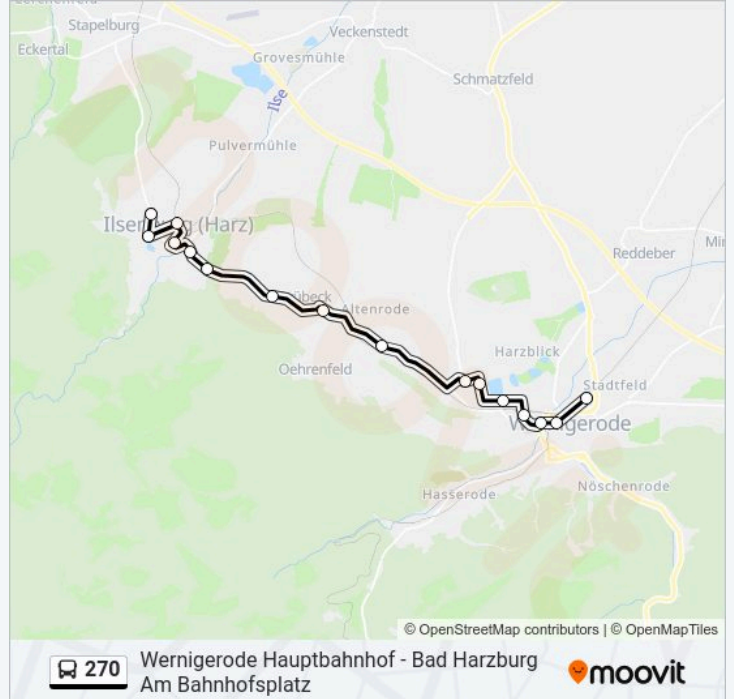 Stapelburg
Veckenstedt
Eckertal
Grovesmühle
Schmatzfeld
Ilse
Pulvermühle
(Harz)
Reddeber
Altenrode
Harzblick
Oehrenfeld
Stadtfeld
Hasserode
Nöschenrode
© OpenStreetMap contributors | © OpenMapTiles
270
Wernigerode Hauptbahnhof - Bad Harzburg
Am Bahnhofsplatz
moovit